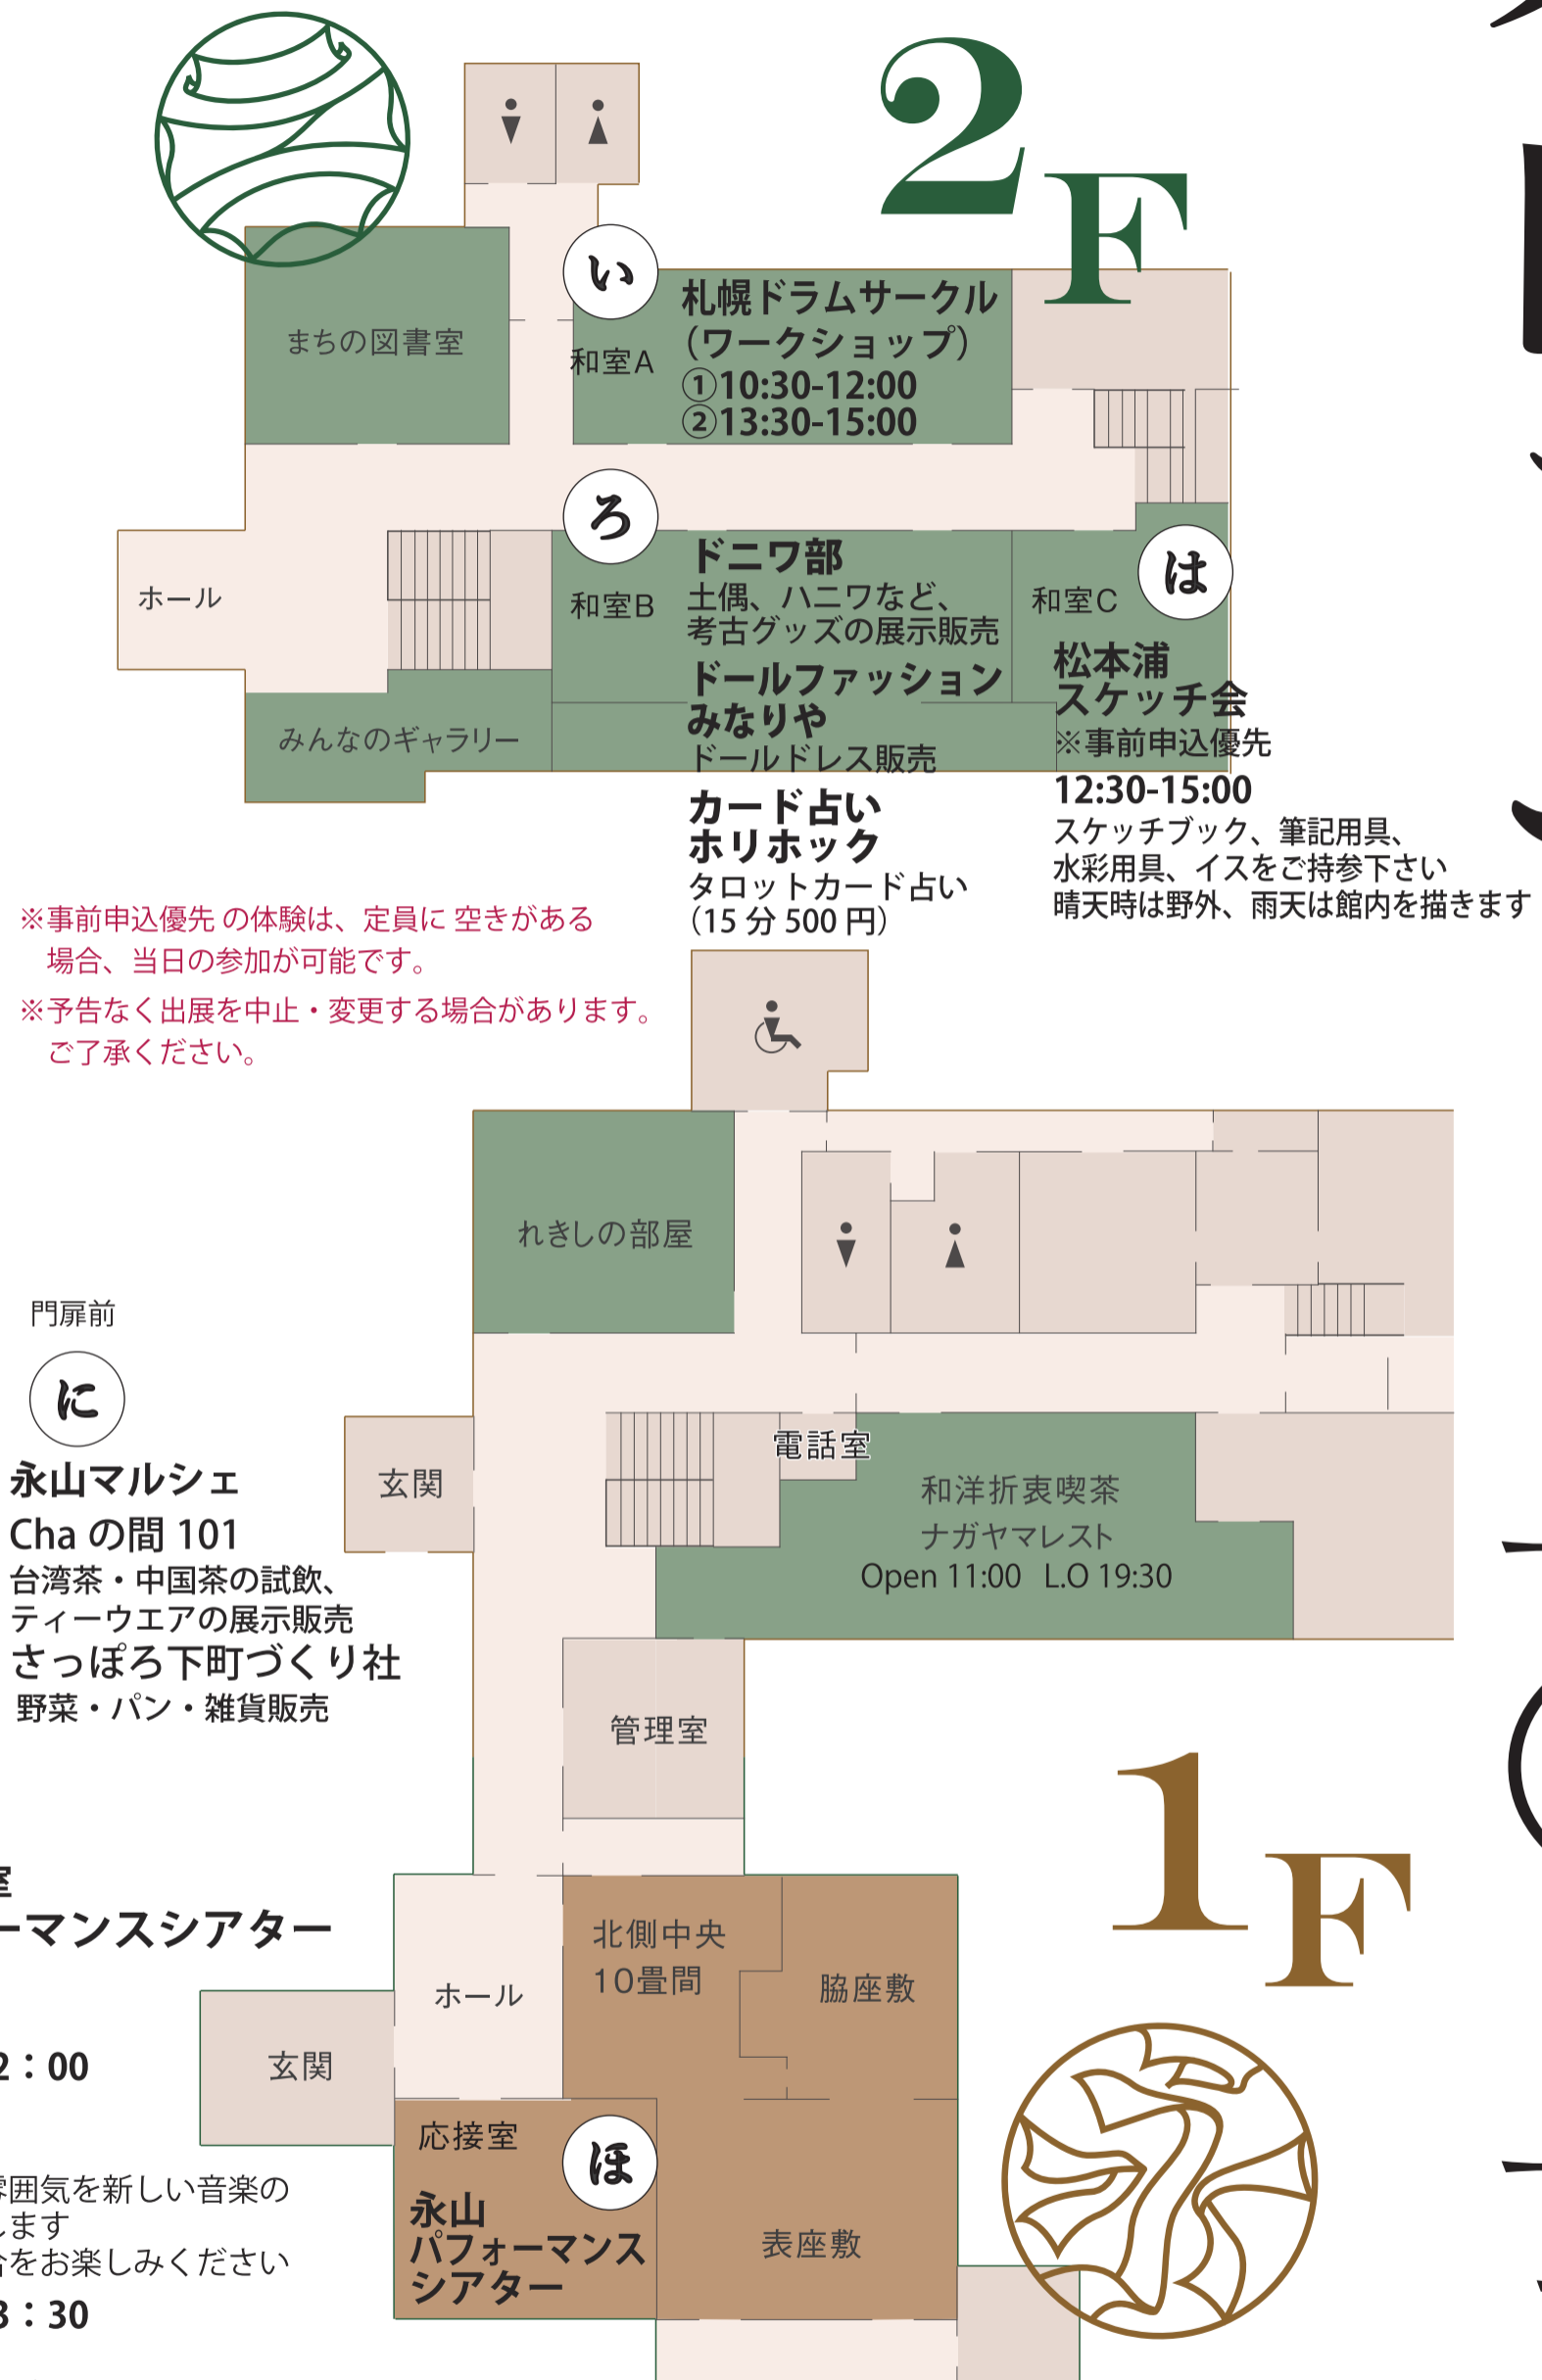 2F
まちの図書室
い
和室A
札幌ドラムサークル
（ワークショップ）
①10:30-12:00
②13:30-15:00
ホール
みんなのギャラリー
ろ
和室B
ドニワ部
土偶、ハニワなど、
考古グッズの展示販売
ドールファッション
みなりや
ドールドレス販売
カード占い
ホリホック
タロットカード占い
（15 分 500 円）
は
和室C
松本浦
スケッチ会
※事前申込優先
12:30-15:00
スケッチブック、筆記用具、
水彩用具、イスをご持参下さい
晴天時は野外、雨天は館内を描きます
※事前申込優先 の体験は、定員に 空きがある
場合、当日の参加が可能です。
※予告なく出展を中止・変更する場合があります。
ご了承ください。
れきしの部屋
門扉前
に
永山マルシェ
Cha の間 101
台湾茶・中国茶の試飲、
ティーウエアの展示販売
さっぽろ下町づくり社
野菜・パン・雑貨販売
玄関
電話室
和洋折衷喫茶
ナガヤマレスト
Open 11:00 L.O 19:30
管理室
1F
室
ーマンスシアター
2：00
雰囲気を新しい音楽の
します
をお楽しみください
3：30
ホール
玄関
北側中央
10畳間
脇座敷
応接室
ほ
永山
パフォーマンス
シアター
表座敷